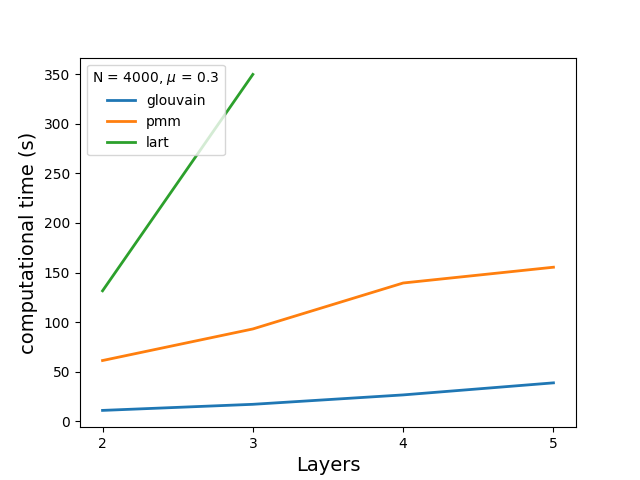 N = 4000, μ = 0.3
glouvain
pmm
lart
350
300
250
200
150
100
50
0
computational time (s)
2 3 4 5
Layers